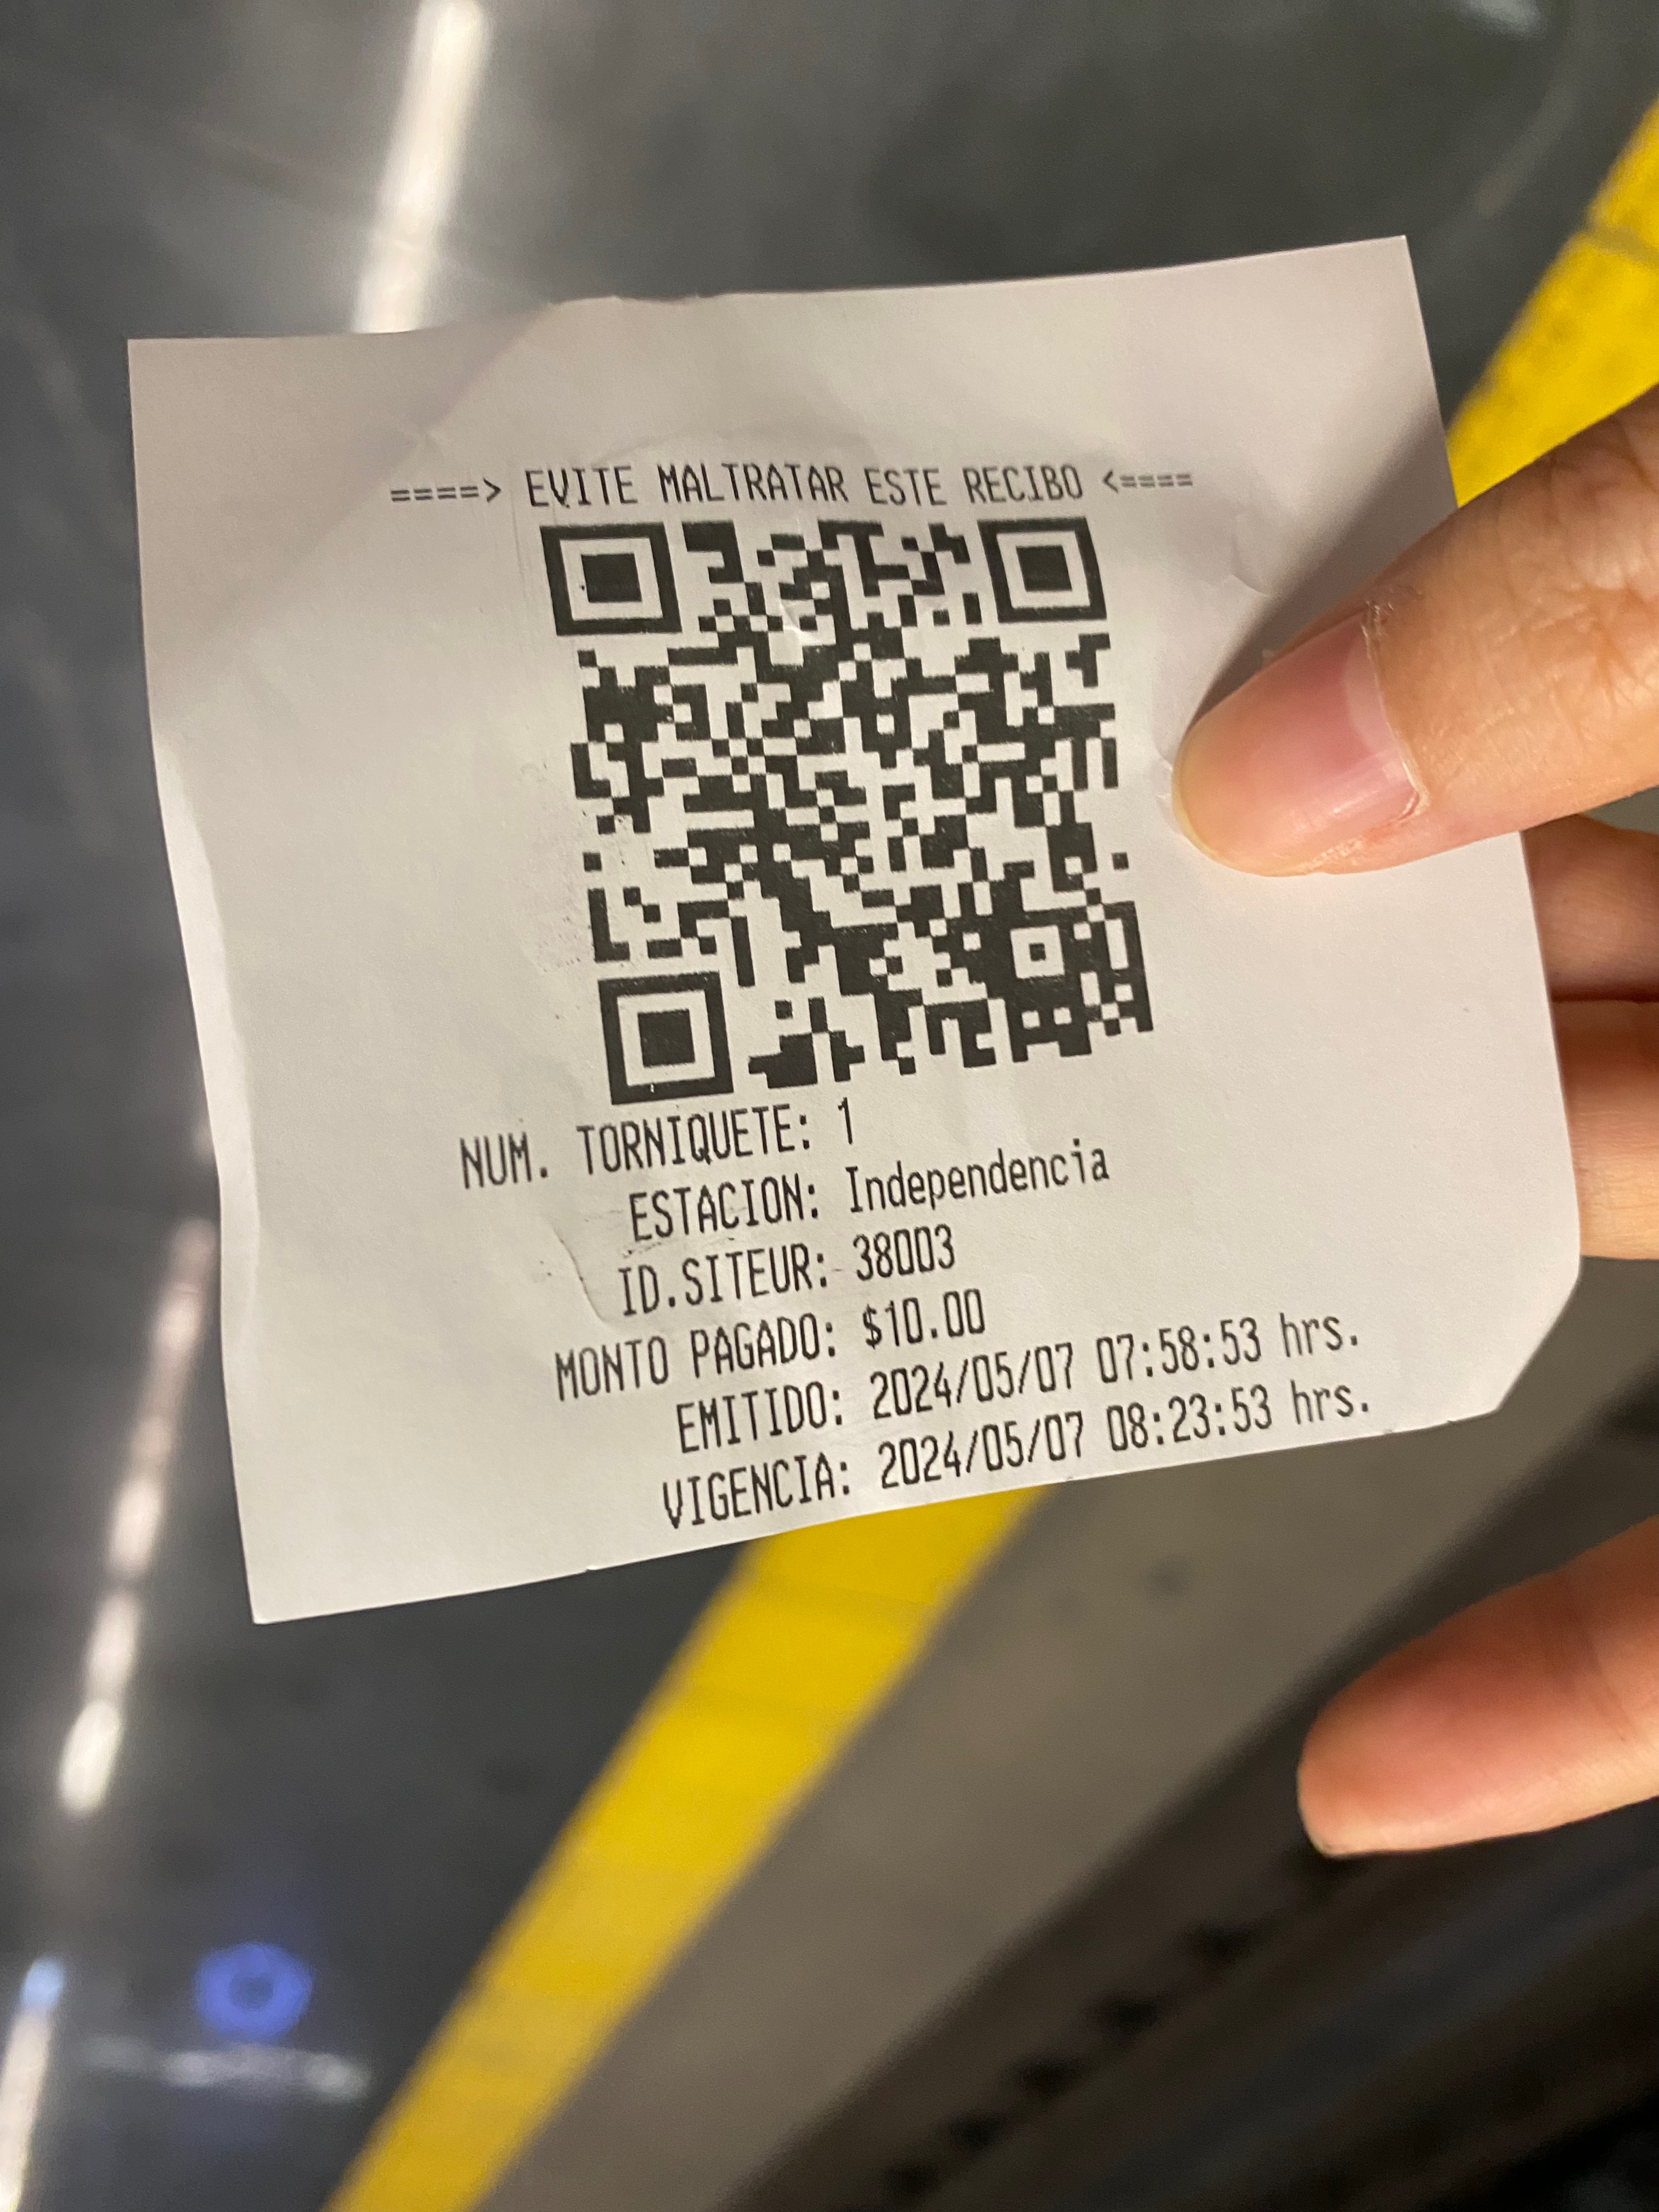 ====> EVITE MALTRATAR ESTE RECIBO <====
NUM. TORNIQUETE: 1
ESTACION: Independencia
ID.SITEUR: 38003
MONTO PAGADO: $10.00
EMITIDO: 2024/05/07 07:58:53 hrs.
VIGENCIA: 2024/05/07 08:23:53 hrs.